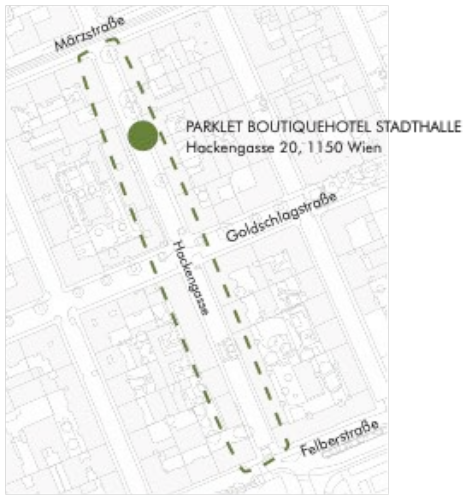 Märzstraße
PARKLET BOUTIQUEHOTEL STADTHALLE
Hackengasse 20, 1150 Wien
Goldschlagstraße
Hackengasse
Felberstraße